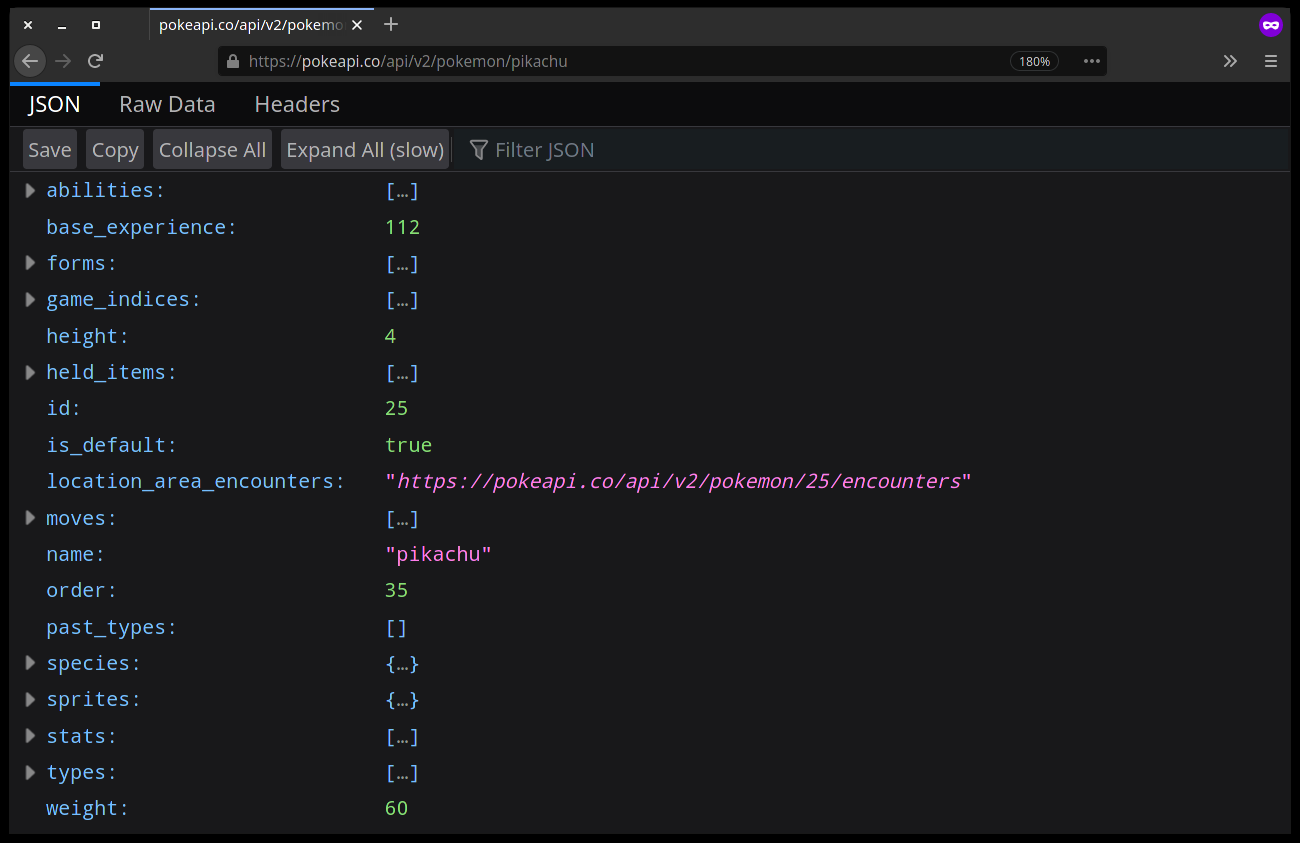 pokeapi.co/api/v2/pokemo
https://pokeapi.co/api/v2/pokemon/pikachu 180%
JSON Raw Data Headers
Save Copy Collapse All Expand All (slow) Filter JSON
abilities: […]
base_experience: 112
forms: […]
game_indices: […]
height: 4
held_items: […]
id: 25
is_default: true
location_area_encounters: "https://pokeapi.co/api/v2/pokemon/25/encounters"
moves: […]
name: "pikachu"
order: 35
past_types: []
species: {…}
sprites: {…}
stats: […]
types: […]
weight: 60